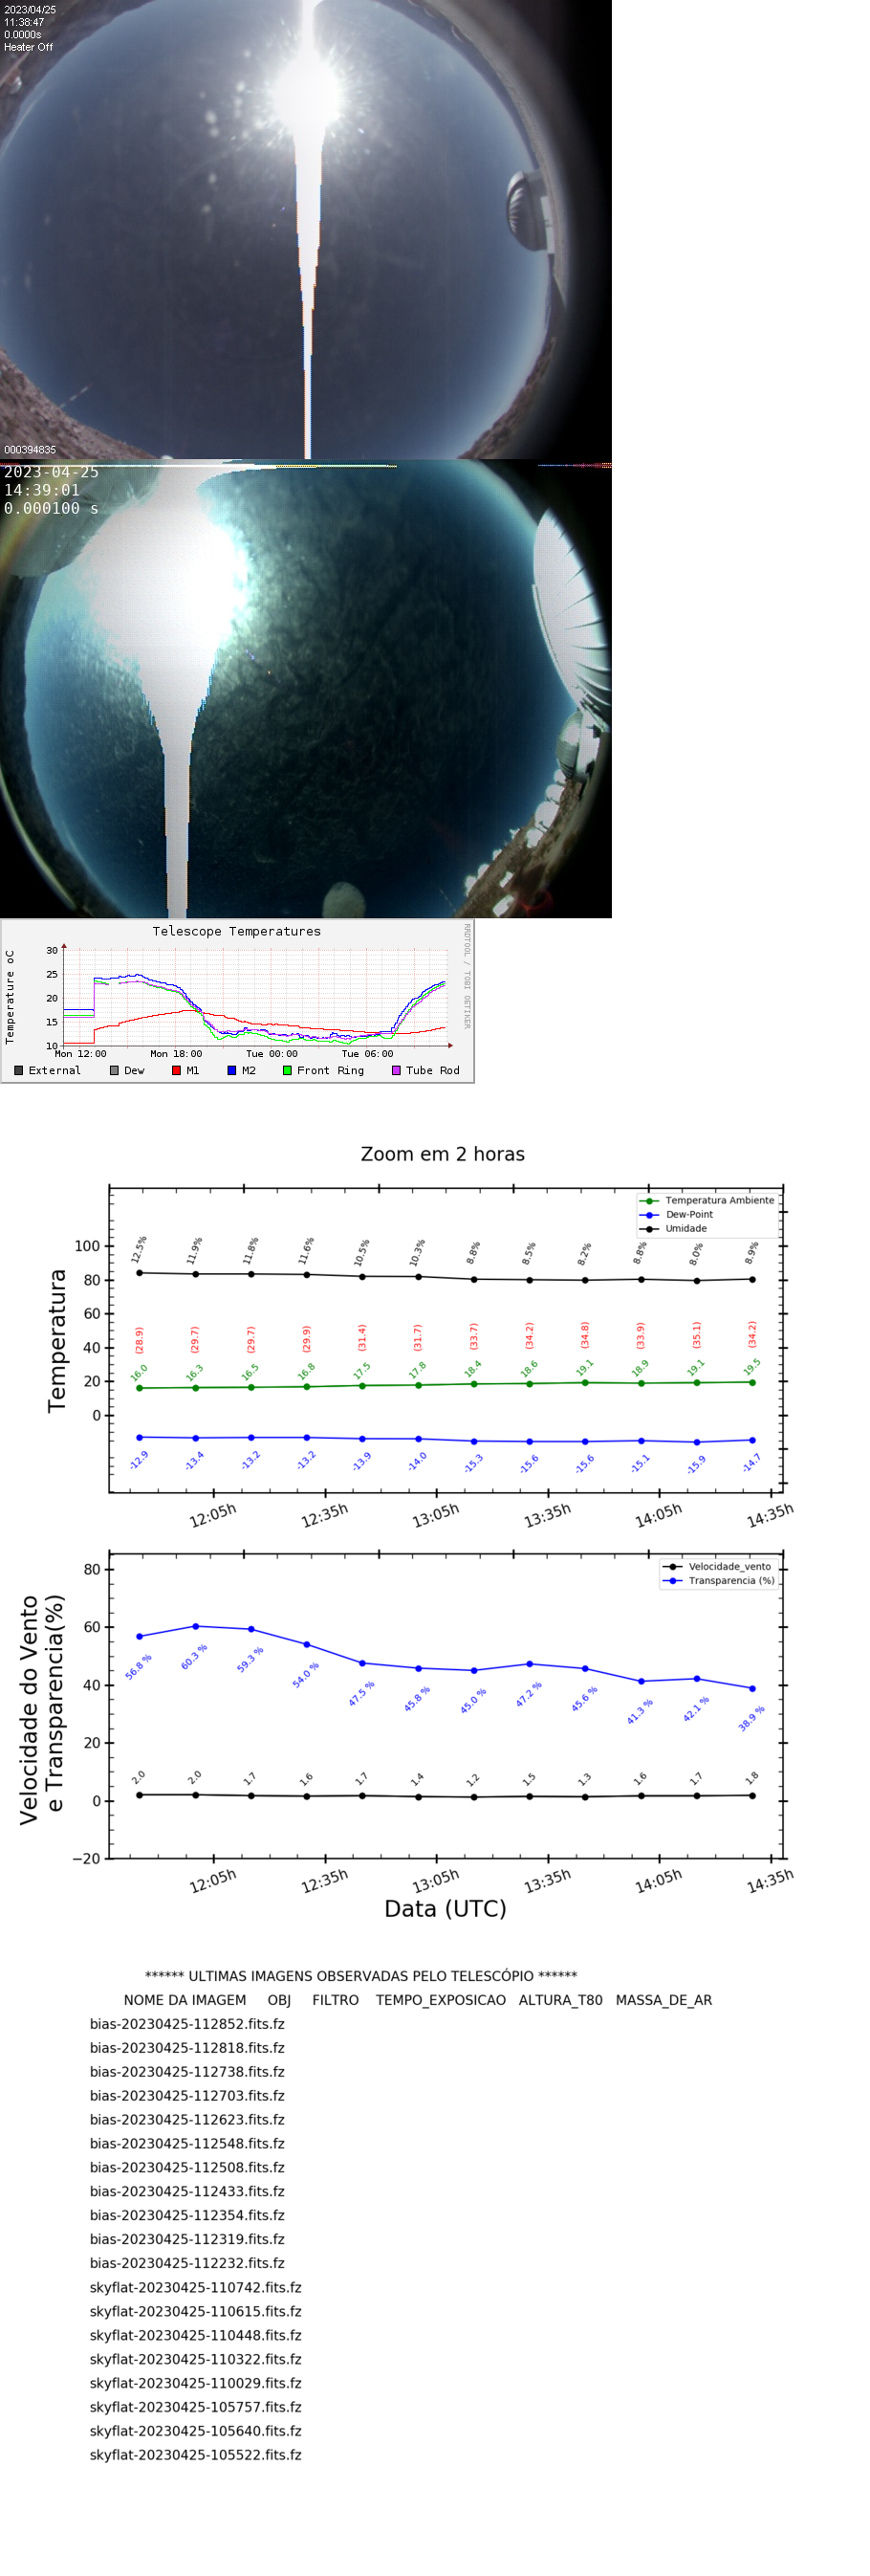 2023/04/25
11:38:47
0.0000s
Heater Off
000394835
2023-04-25
14:39:01
0.000100 s
Telescope Temperatures
RRDTOOL / TOBI OETIKER
Temperature oC
30
25
20
15
10
Mon 12:00 Mon 18:00 Tue 00:00 Tue 06:00
External Dew M1 M2 Front Ring Tube Rod
Zoom em 2 horas
Temperatura Ambiente
Dew-Point
Umidade
Temperatura
100
80
60
40
20
0
12.5% 11.9% 11.8% 11.6% 10.5% 10.3% 8.8% 8.5% 8.2% 8.8% 8.0% 8.9%
(28.9) (29.7) (29.7) (29.9) (31.4) (31.7) (33.7) (34.2) (34.8) (33.9) (35.1) (34.2)
16.0 16.3 16.5 16.8 17.5 17.8 18.4 18.6 19.1 18.9 19.1 19.5
-12.9 -13.4 -13.2 -13.2 -13.9 -14.0 -15.3 -15.6 -15.6 -15.1 -15.9 -14.7
12:05h 12:35h 13:05h 13:35h 14:05h 14:35h
Velocidade_vento
Transparencia (%)
Velocidade do Vento
e Transparencia(%)
80
60
40
20
0
−20
56.8 % 60.3 % 59.3 % 54.0 % 47.5 % 45.8 % 45.0 % 47.2 % 45.6 % 41.3 % 42.1 % 38.9 %
2.0 2.0 1.7 1.6 1.7 1.4 1.2 1.5 1.3 1.6 1.7 1.8
12:05h 12:35h 13:05h 13:35h 14:05h 14:35h
Data (UTC)
****** ULTIMAS IMAGENS OBSERVADAS PELO TELESCÓPIO ******
NOME DA IMAGEM OBJ FILTRO TEMPO_EXPOSICAO ALTURA_T80 MASSA_DE_AR
bias-20230425-112852.fits.fz
bias-20230425-112818.fits.fz
bias-20230425-112738.fits.fz
bias-20230425-112703.fits.fz
bias-20230425-112623.fits.fz
bias-20230425-112548.fits.fz
bias-20230425-112508.fits.fz
bias-20230425-112433.fits.fz
bias-20230425-112354.fits.fz
bias-20230425-112319.fits.fz
bias-20230425-112232.fits.fz
skyflat-20230425-110742.fits.fz
skyflat-20230425-110615.fits.fz
skyflat-20230425-110448.fits.fz
skyflat-20230425-110322.fits.fz
skyflat-20230425-110029.fits.fz
skyflat-20230425-105757.fits.fz
skyflat-20230425-105640.fits.fz
skyflat-20230425-105522.fits.fz